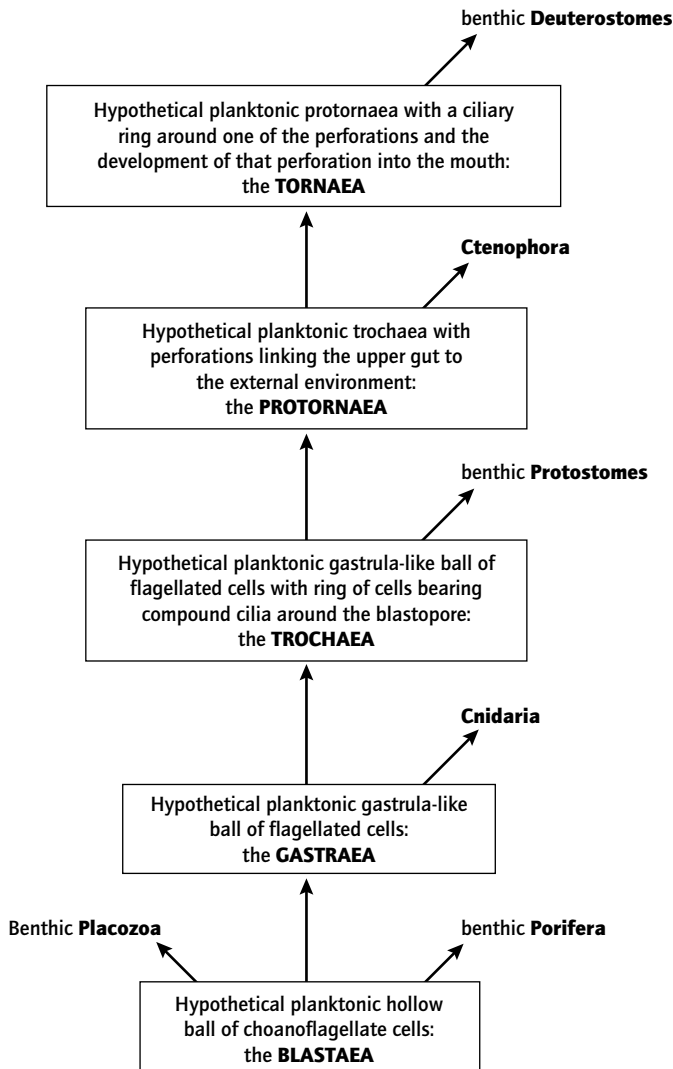 benthic Deuterostomes
Hypothetical planktonic protornaea with a ciliary
ring around one of the perforations and the
development of that perforation into the mouth:
the TORNAEA
Ctenophora
Hypothetical planktonic trochaea with
perforations linking the upper gut to
the external environment:
the PROTORNAEA
benthic Protostomes
Hypothetical planktonic gastrula-like ball of
flagellated cells with ring of cells bearing
compound cilia around the blastopore:
the TROCHAEA
Cnidaria
Hypothetical planktonic gastrula-like
ball of flagellated cells:
the GASTRAEA
Benthic Placozoa
benthic Porifera
Hypothetical planktonic hollow
ball of choanoflagellate cells:
the BLASTAEA